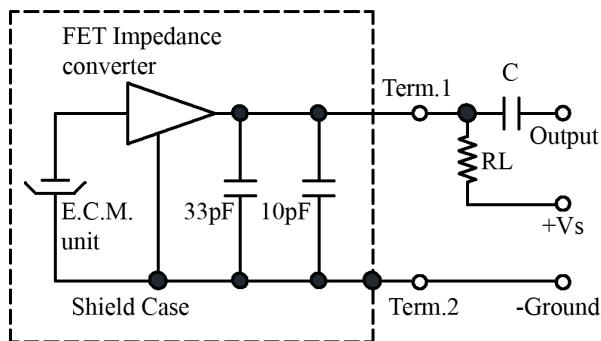 FET Impedance
converter
Term.1
C
Output
RL
+Vs
E.C.M.
unit
33pF
10pF
Shield Case
Term.2
-Ground